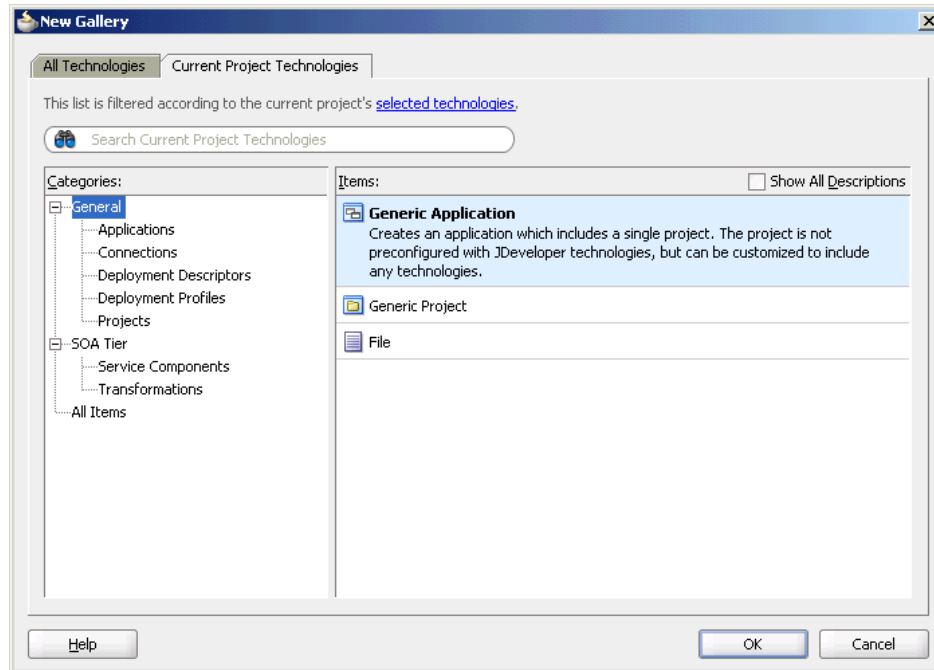 New Gallery
All Technologies
Current Project Technologies
This list is filtered according to the current project's selected technologies.
Search Current Project Technologies
Categories:
General
Applications
Connections
Deployment Descriptors
Deployment Profiles
Projects
SOA Tier
Service Components
Transformations
All Items
Items:
Show All Descriptions
Generic Application
Creates an application which includes a single project. The project is not
preconfigured with JDeveloper technologies, but can be customized to include
any technologies.
Generic Project
File
Help
OK
Cancel